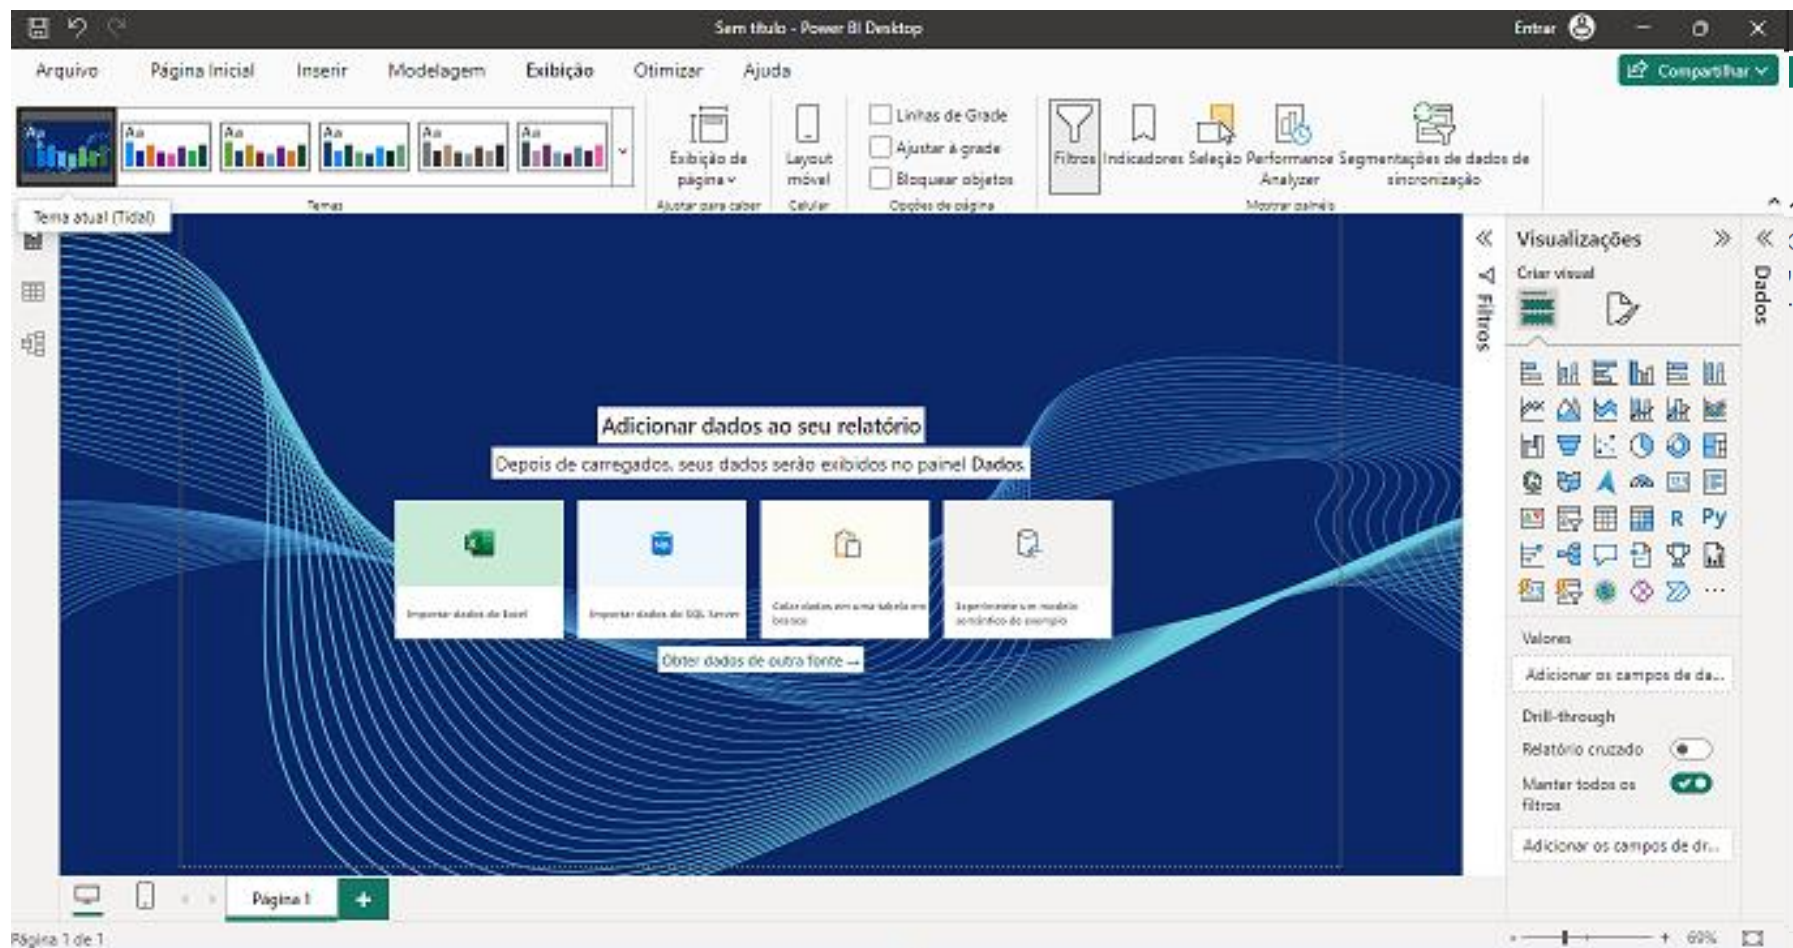 Sem título - Power BI Desktop
Entrar
Arquivo Página Inicial Inserir Modelagem Exibição Otimizar Ajuda
Compartilhar
Aa Aa Aa Aa Aa Aa
Linhas de Grade
Ajustar à grade
Bloquear objetos
Exibição de página
Layout móvel
Filtros Indicadores Seleção Performance Analyzer Segmentações de dados de sincronização
Temas Ajustar para caber Celular Opções de página Mostrar painéis
Tema atual (Tidal)
Filtros
Visualizações
Criar visual
Dados
Adicionar dados ao seu relatório
Depois de carregados, seus dados serão exibidos no painel Dados.
Importar dados do Excel
Importar dados do SQL Server
Colar dados em uma tabela em branco
Experimente um modelo semântico de exemplo
Obter dados de outra fonte →
R Py
Valores
Adicionar os campos de da...
Drill-through
Relatório cruzado
Manter todos os
filtros
Adicionar os campos de dr...
Página 1
Página 1 de 1
69%